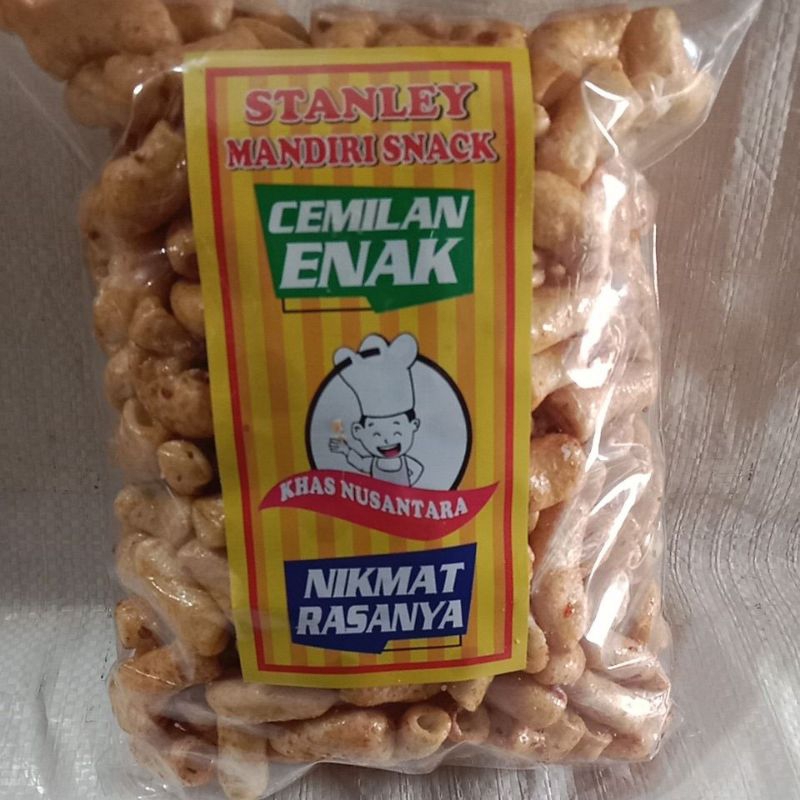 STANLEY
MANDIRI SNACK
CEMILAN
ENAK
KHAS NUSANTARA
NIKMAT
RASANYA